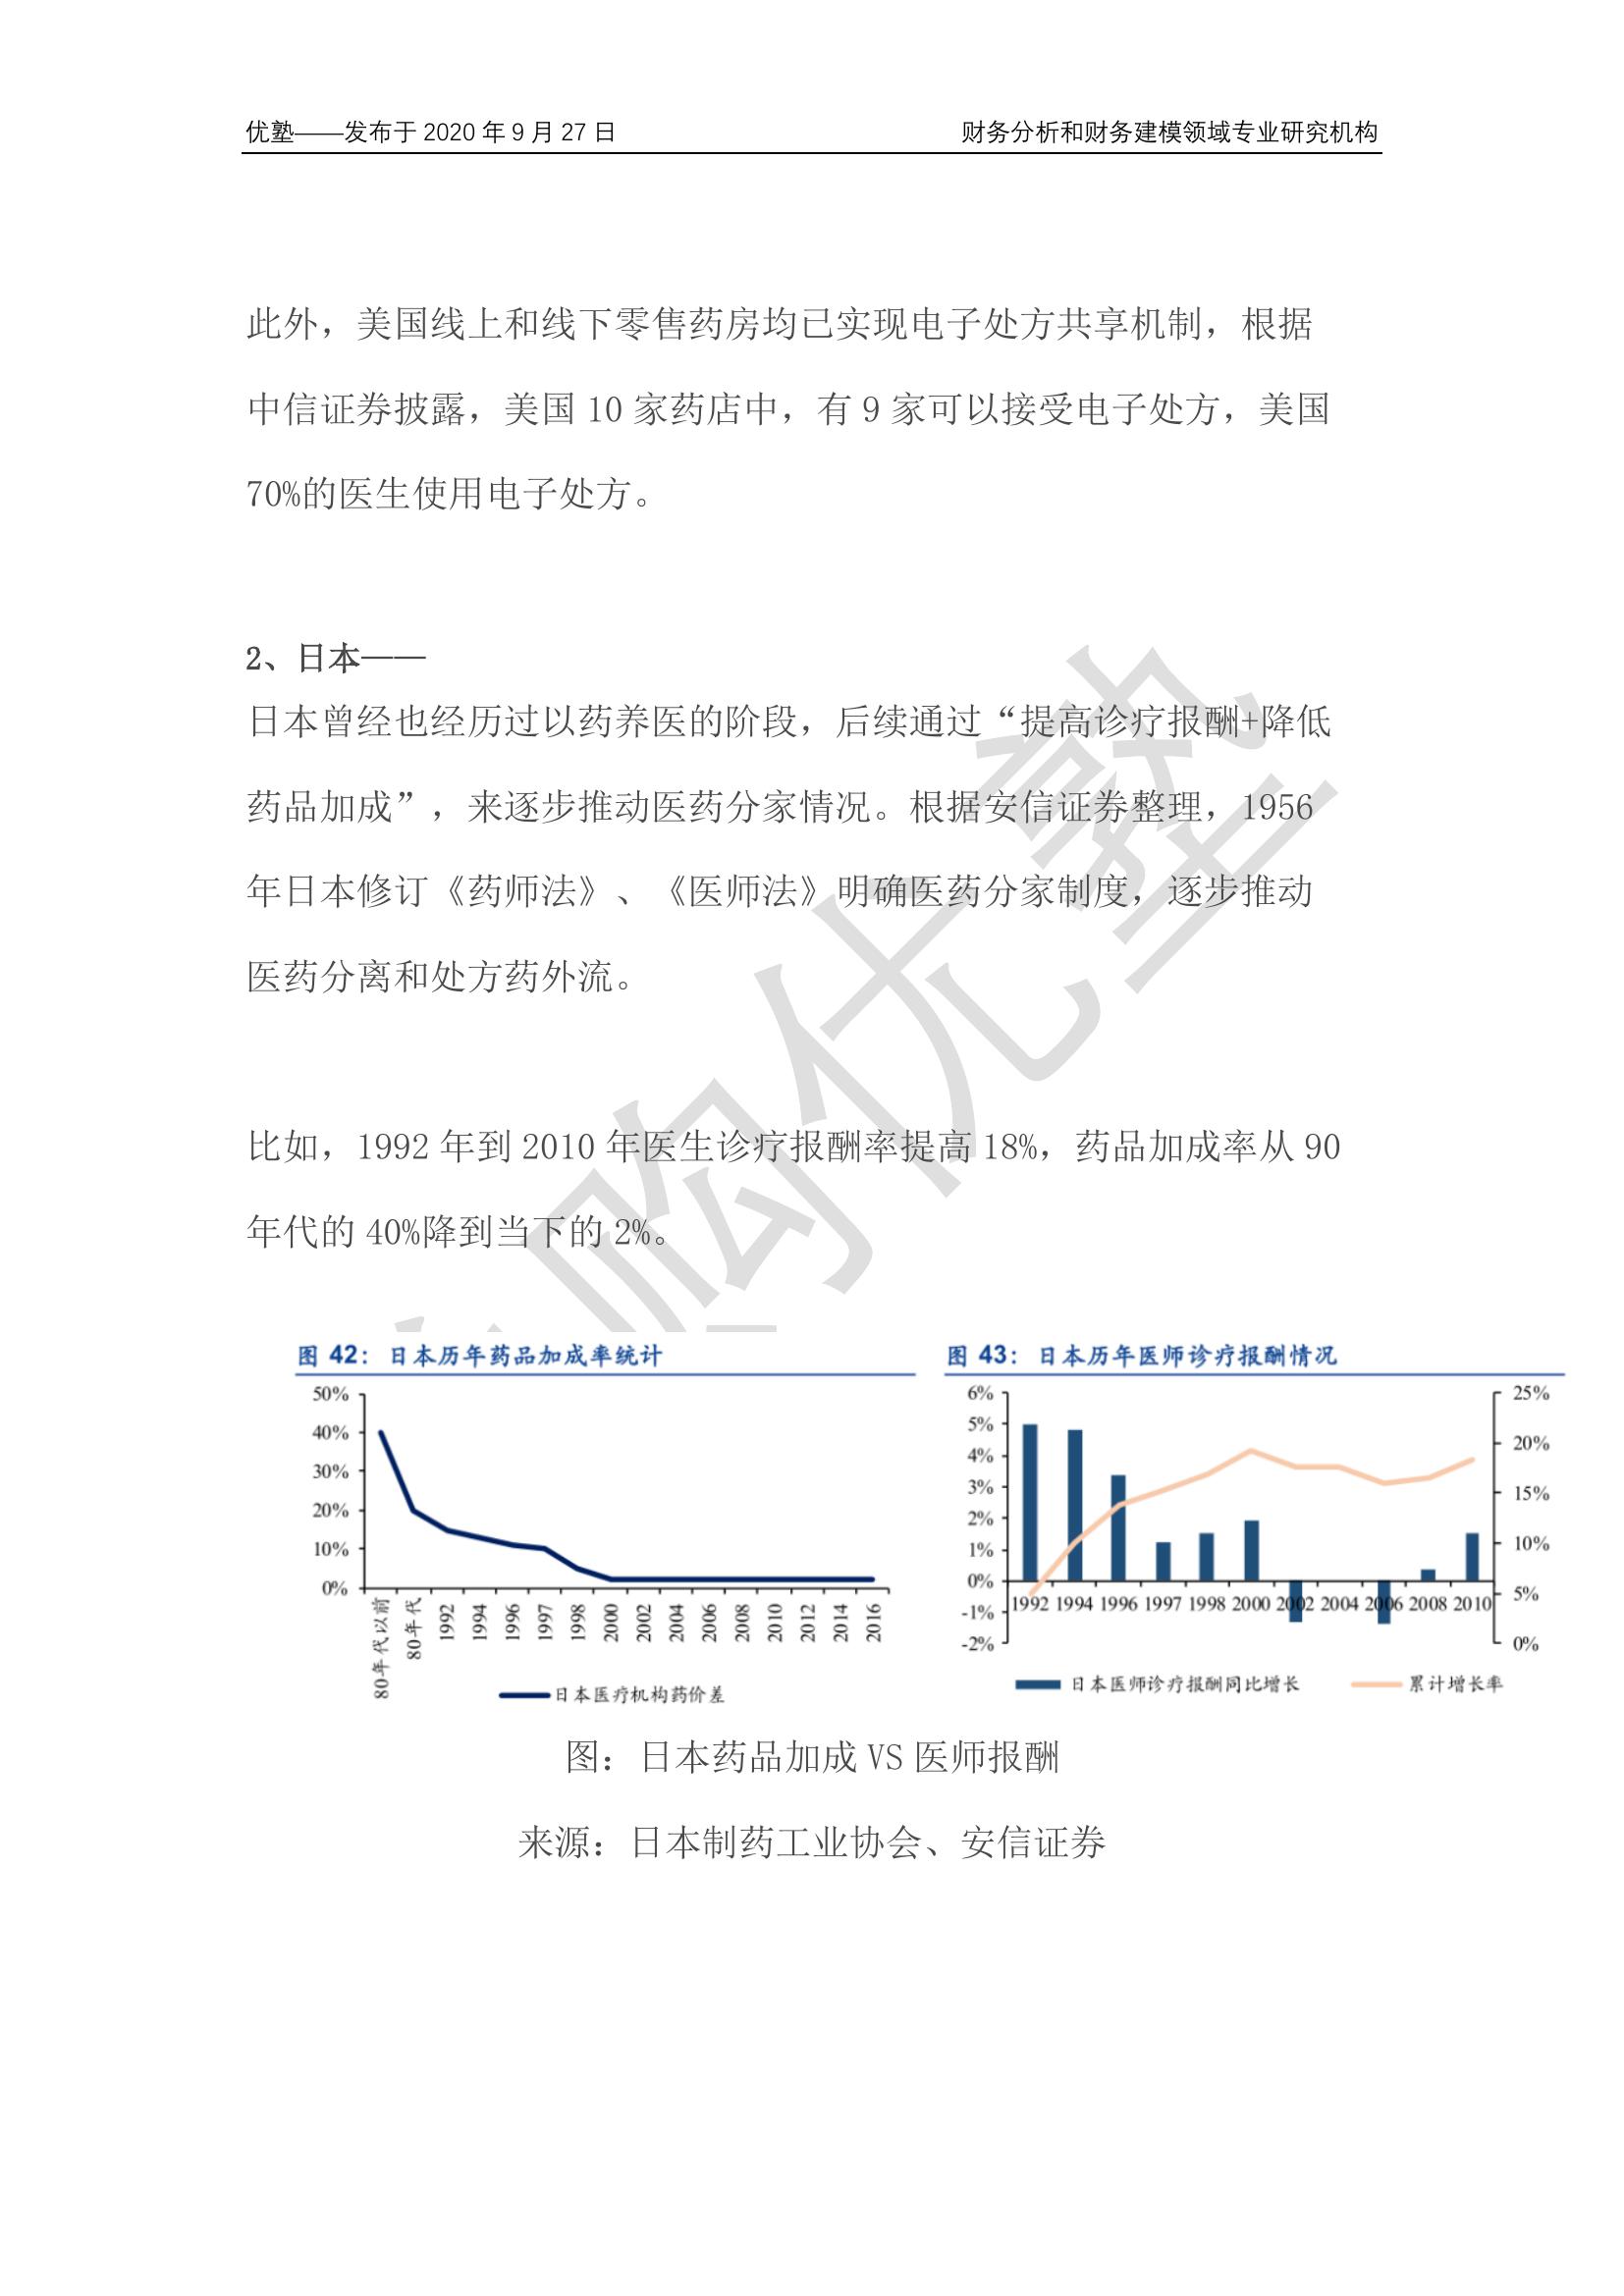 优塾——发布于 2020 年 9 月 27 日 财务分析和财务建模领域专业研究机构
此外，美国线上和线下零售药房均已实现电子处方共享机制，根据
中信证券披露，美国 10 家药店中，有 9 家可以接受电子处方，美国
70%的医生使用电子处方。
2、日本——
日本曾经也经历过以药养医的阶段，后续通过“提高诊疗报酬+降低
药品加成”，来逐步推动医药分家情况。根据安信证券整理，1956
年日本修订《药师法》、《医师法》明确医药分家制度，逐步推动
医药分离和处方药外流。
比如，1992 年到 2010 年医生诊疗报酬率提高 18%，药品加成率从 90
年代的 40%降到当下的 2%。
购优塾
图 42： 日本历年药品加成率统计
50%
40%
30%
20%
10%
0%
80年代以前 80年代 1992 1994 1996 1997 1998 2000 2002 2004 2006 2008 2010 2012 2014 2016
日本医疗机构药价差
图 43： 日本历年医师诊疗报酬情况
6%
5%
4%
3%
2%
1%
0%
-1%
-2%
25%
20%
15%
10%
5%
0%
1992 1994 1996 1997 1998 2000 2002 2004 2006 2008 2010
日本医师诊疗报酬同比增长 累计增长率
图：日本药品加成 VS 医师报酬
来源：日本制药工业协会、安信证券